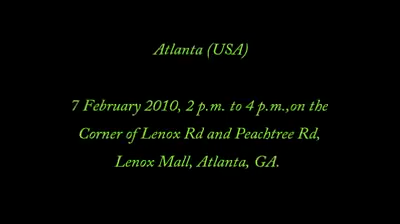 Atlanta (USA)
7 February 2010, 2 p.m. to 4 p.m.,on the
Corner of Lenox Rd and Peachtree Rd,
Lenox Mall, Atlanta, GA.